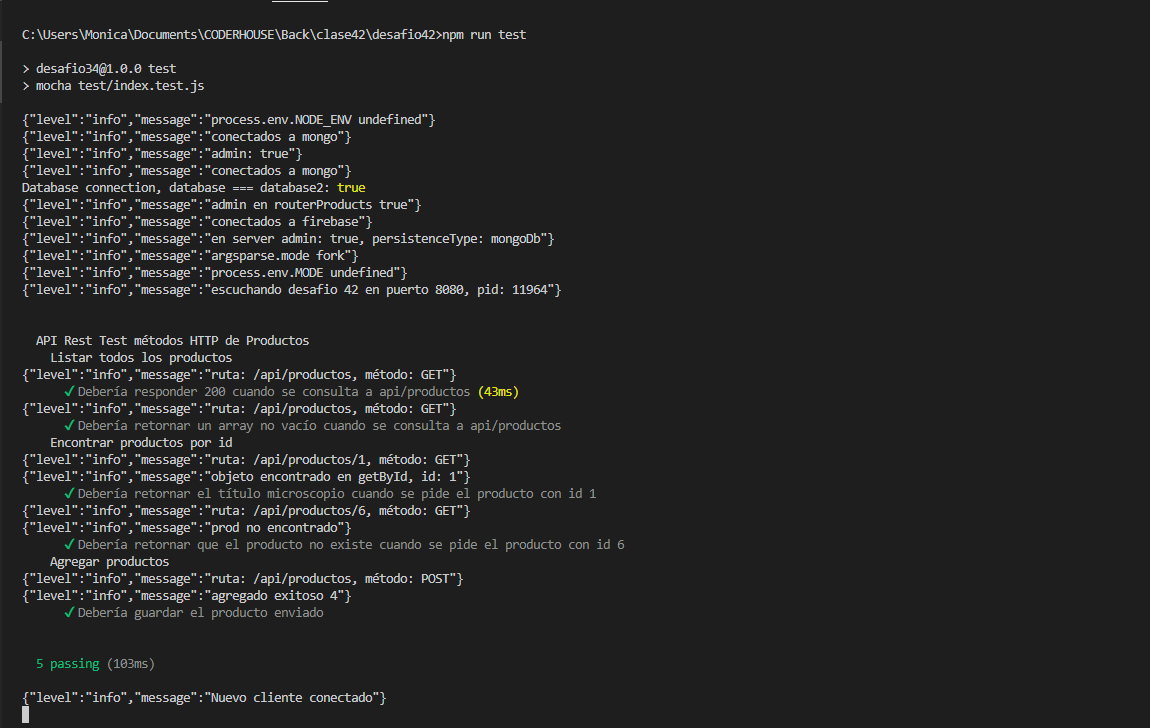 C:\Users\Monica\Documents\CODERHOUSE\Back\clase42\desafio42>npm run test
> desafio34@1.0.0 test
> mocha test/index.test.js
{"level":"info","message":"process.env.NODE_ENV undefined"}
{"level":"info","message":"conectados a mongo"}
{"level":"info","message":"admin: true"}
{"level":"info","message":"conectados a mongo"}
Database connection, database === database2: true
{"level":"info","message":"admin en routerProducts true"}
{"level":"info","message":"conectados a firebase"}
{"level":"info","message":"en server admin: true, persistenceType: mongoDb"}
{"level":"info","message":"argsparse.mode fork"}
{"level":"info","message":"process.env.MODE undefined"}
{"level":"info","message":"escuchando desafio 42 en puerto 8080, pid: 11964"}
API Rest Test métodos HTTP de Productos
Listar todos los productos
{"level":"info","message":"ruta: /api/productos, método: GET"}
✓Debería responder 200 cuando se consulta a api/productos (43ms)
{"level":"info","message":"ruta: /api/productos, método: GET"}
✓Debería retornar un array no vacío cuando se consulta a api/productos
Encontrar productos por id
{"level":"info","message":"ruta: /api/productos/1, método: GET"}
{"level":"info","message":"objeto encontrado en getById, id: 1"}
✓Debería retornar el título microscopio cuando se pide el producto con id 1
{"level":"info","message":"ruta: /api/productos/6, método: GET"}
{"level":"info","message":"prod no encontrado"}
✓Debería retornar que el producto no existe cuando se pide el producto con id 6
Agregar productos
{"level":"info","message":"ruta: /api/productos, método: POST"}
{"level":"info","message":"agregado exitoso 4"}
✓Debería guardar el producto enviado
5 passing (103ms)
{"level":"info","message":"Nuevo cliente conectado"}